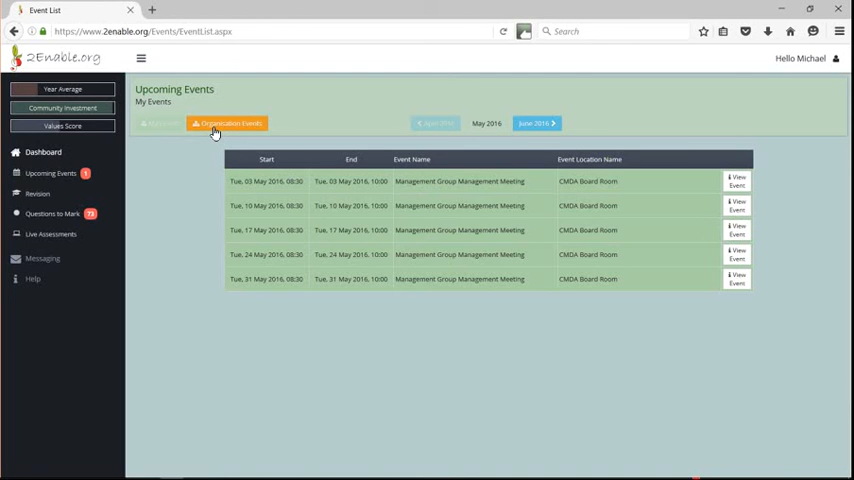 Event List
https://www.2enable.org/Events/EventList.aspx
Search
2Enable.org
Hello Michael
Year Average
Community Investment
Values Score
Dashboard
Upcoming Events 1
Revision
Questions to Mark 73
Live Assessments
Messaging
Help
Upcoming Events
My Events
Organisation Events
April 2016
May 2016
June 2016
Start End Event Name Event Location Name
Tue, 03 May 2016, 08:30 Tue, 03 May 2016, 10:00 Management Group Management Meeting CMDA Board Room View Event
Tue, 10 May 2016, 08:30 Tue, 10 May 2016, 10:00 Management Group Management Meeting CMDA Board Room View Event
Tue, 17 May 2016, 08:30 Tue, 17 May 2016, 10:00 Management Group Management Meeting CMDA Board Room View Event
Tue, 24 May 2016, 08:30 Tue, 24 May 2016, 10:00 Management Group Management Meeting CMDA Board Room View Event
Tue, 31 May 2016, 08:30 Tue, 31 May 2016, 10:00 Management Group Management Meeting CMDA Board Room View Event